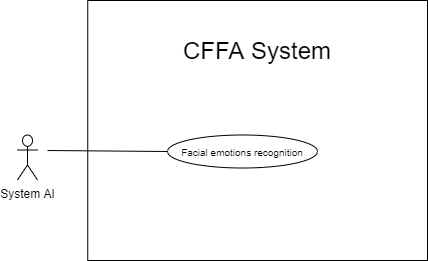 CFFA System
Facial emotions recognition
System AI